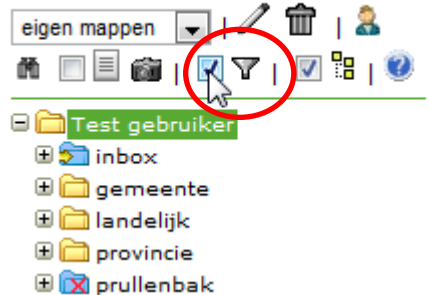 eigen mappen
Test gebruiker
inbox
gemeente
landelijk
provincie
prullenbak